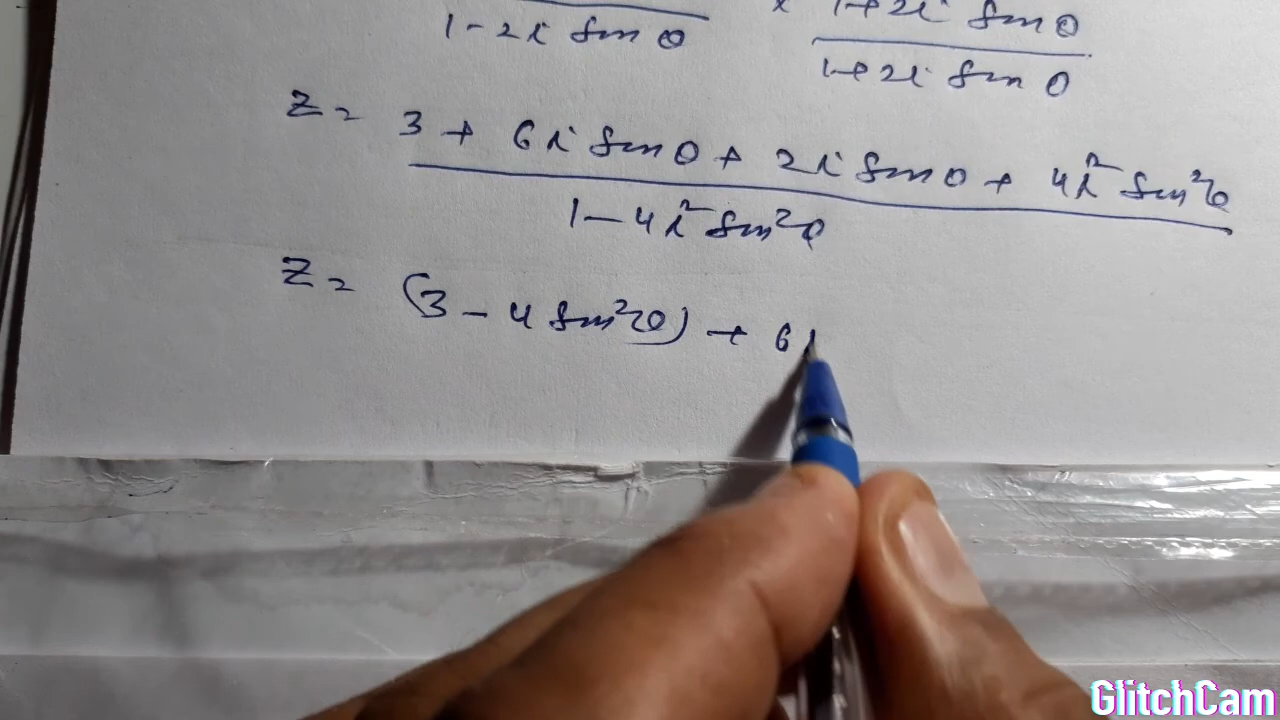 1 - 2i Sin θ × 1 + 2i Sin θ
1 + 2i Sin θ
z = 3 + 6i Sin θ + 2i Sin θ + 4i² Sin²θ
1 - 4i² Sin²θ
z = (3 - 4 Sin²θ) + 6i
GlitchCam